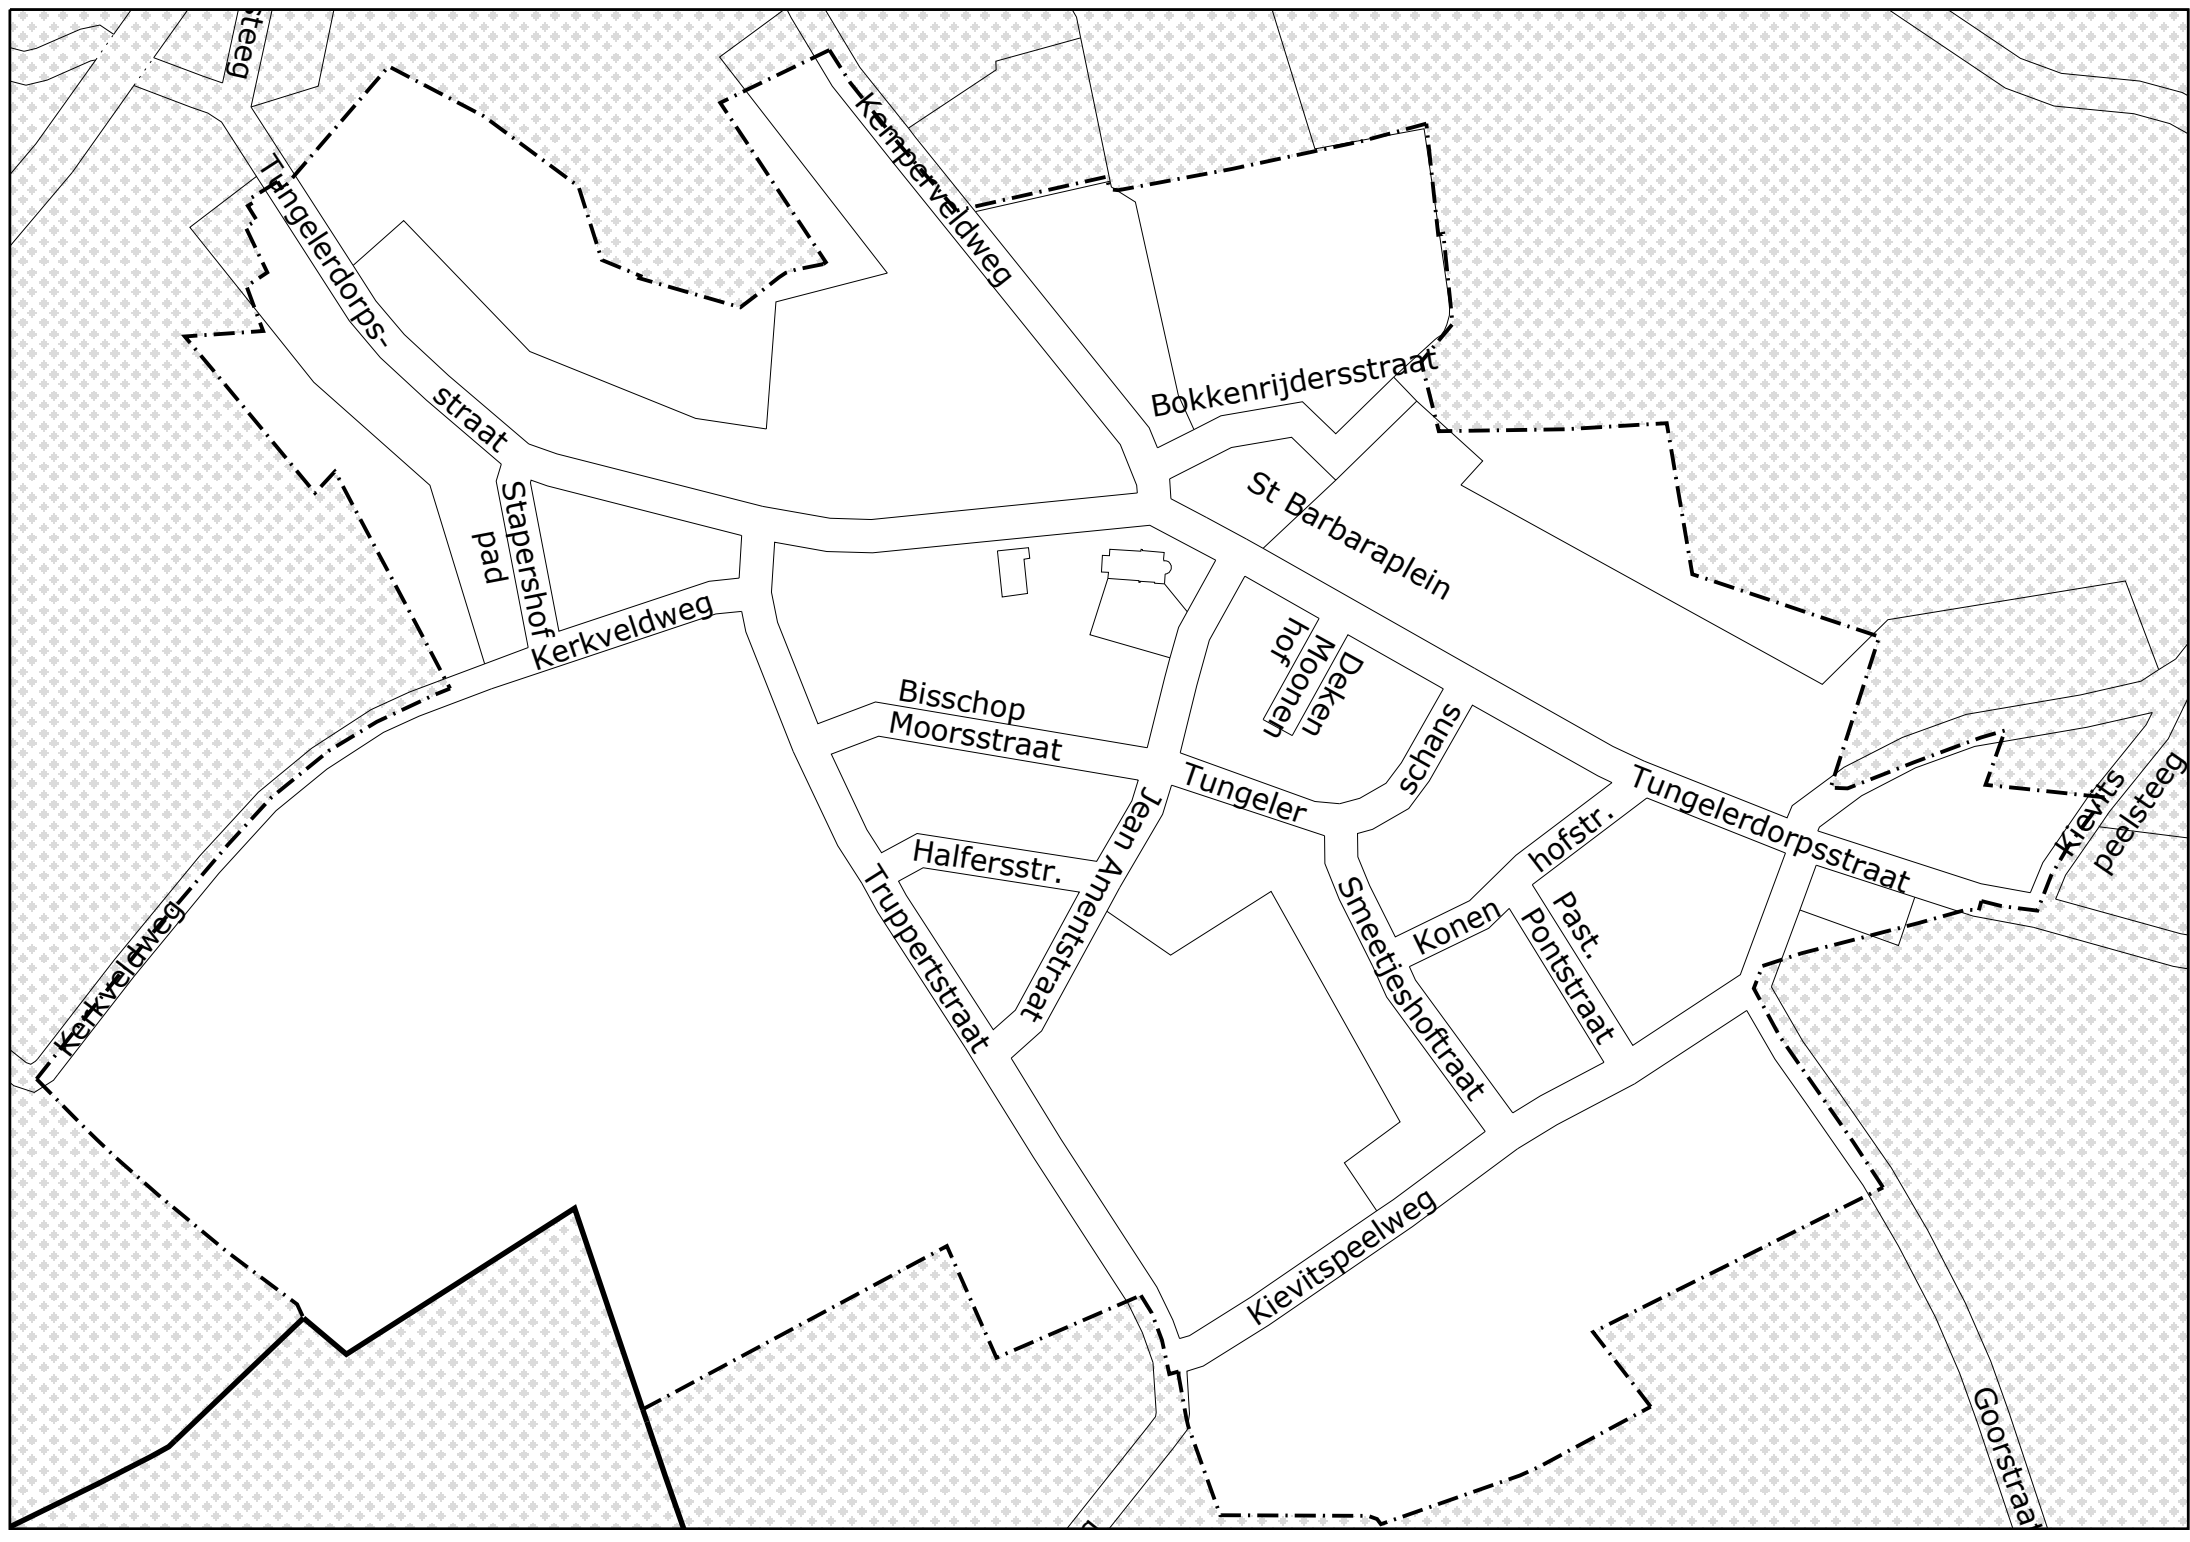 steeg
Kemperveldweg
Tungelerdorps-
straat
Bokkenrijdersstraat
St Barbaraplein
Stapershof
pad
Kerkveldweg
Deken
Moonen
hof
Bisschop
Moorsstraat
schans
Tungeler
Tungelerdorpsstraat
Kievits
peelsteeg
Jean Amentstraat
hofstr.
Halfersstr.
Truppertstraat
Smeetjeshoftraat
Konen
Past.
Pontstraat
Kerkveldweg
Kievitspeelweg
Goorstraat